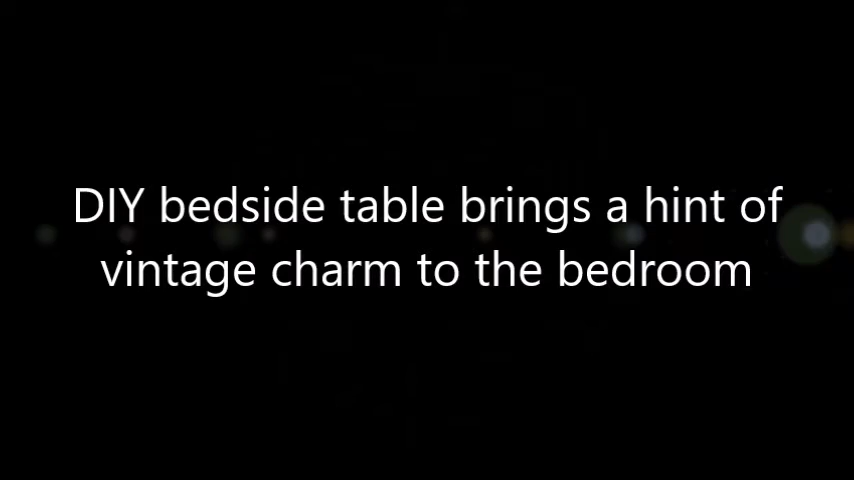 DIY bedside table brings a hint of
vintage charm to the bedroom